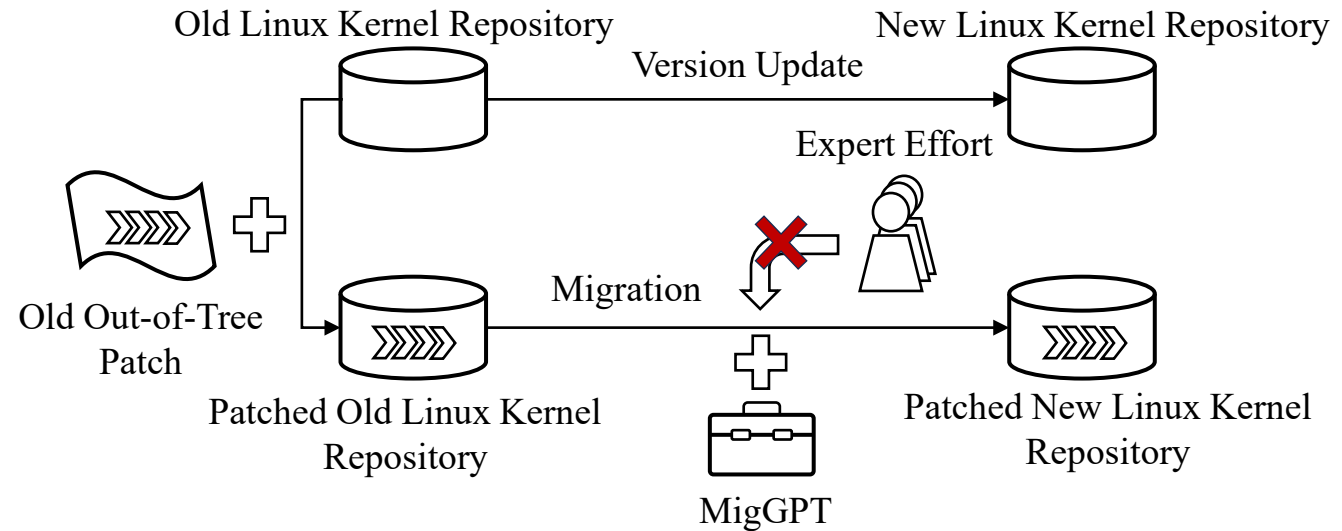 Old Linux Kernel Repository
New Linux Kernel Repository
Version Update
Expert Effort
Migration
Old Out-of-Tree
Patch
Patched Old Linux Kernel
Repository
Patched New Linux Kernel
Repository
MigGPT